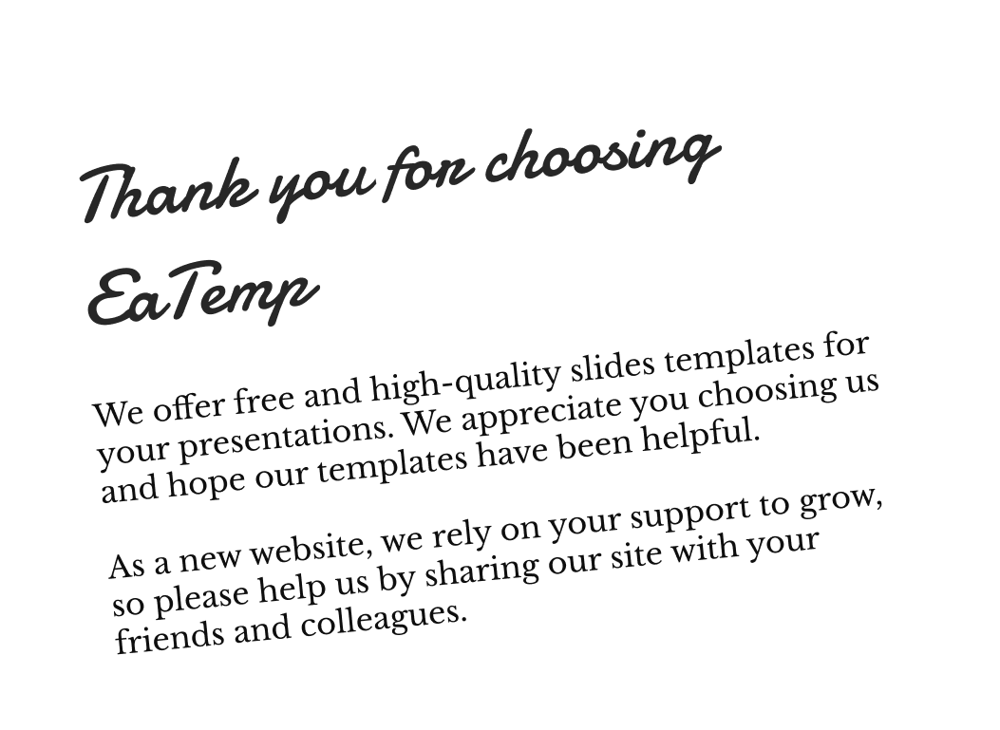 Thank you for choosing
EaTemp
We offer free and high-quality slides templates for
your presentations. We appreciate you choosing us
and hope our templates have been helpful.
As a new website, we rely on your support to grow,
so please help us by sharing our site with your
friends and colleagues.